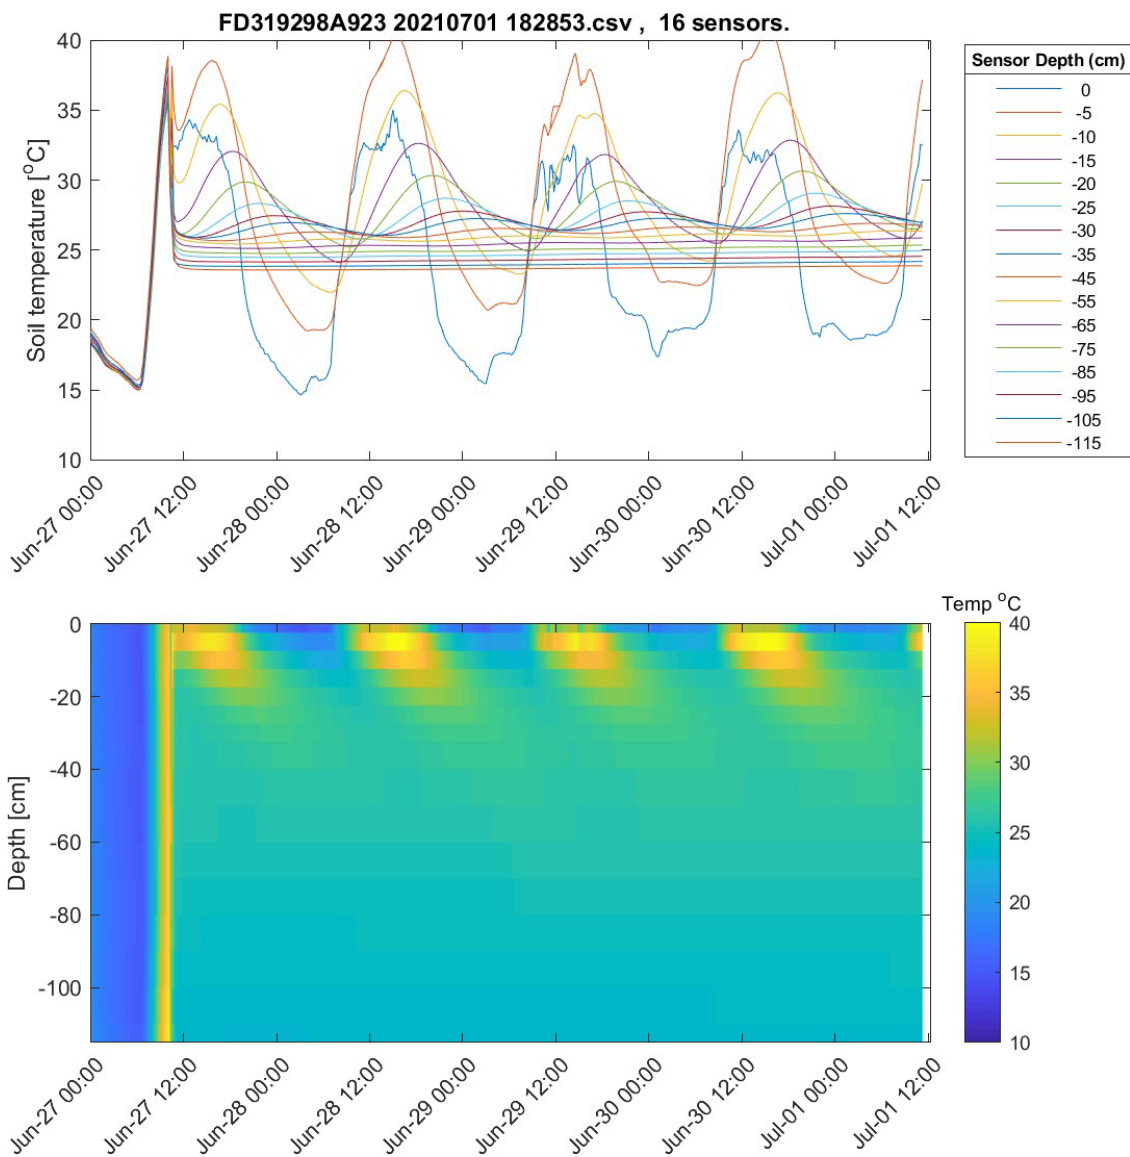 FD319298A923 20210701 182853.csv , 16 sensors.
40
35
30
25
20
15
10
Soil temperature [°C]
Jun-27 00:00
Jun-27 12:00
Jun-28 00:00
Jun-28 12:00
Jun-29 00:00
Jun-29 12:00
Jun-30 00:00
Jun-30 12:00
Jul-01 00:00
Jul-01 12:00
Sensor Depth (cm)
0
-5
-10
-15
-20
-25
-30
-35
-45
-55
-65
-75
-85
-95
-105
-115
0
-20
-40
-60
-80
-100
Depth [cm]
Jun-27 00:00
Jun-27 12:00
Jun-28 00:00
Jun-28 12:00
Jun-29 00:00
Jun-29 12:00
Jun-30 00:00
Jun-30 12:00
Jul-01 00:00
Jul-01 12:00
Temp °C
40
35
30
25
20
15
10